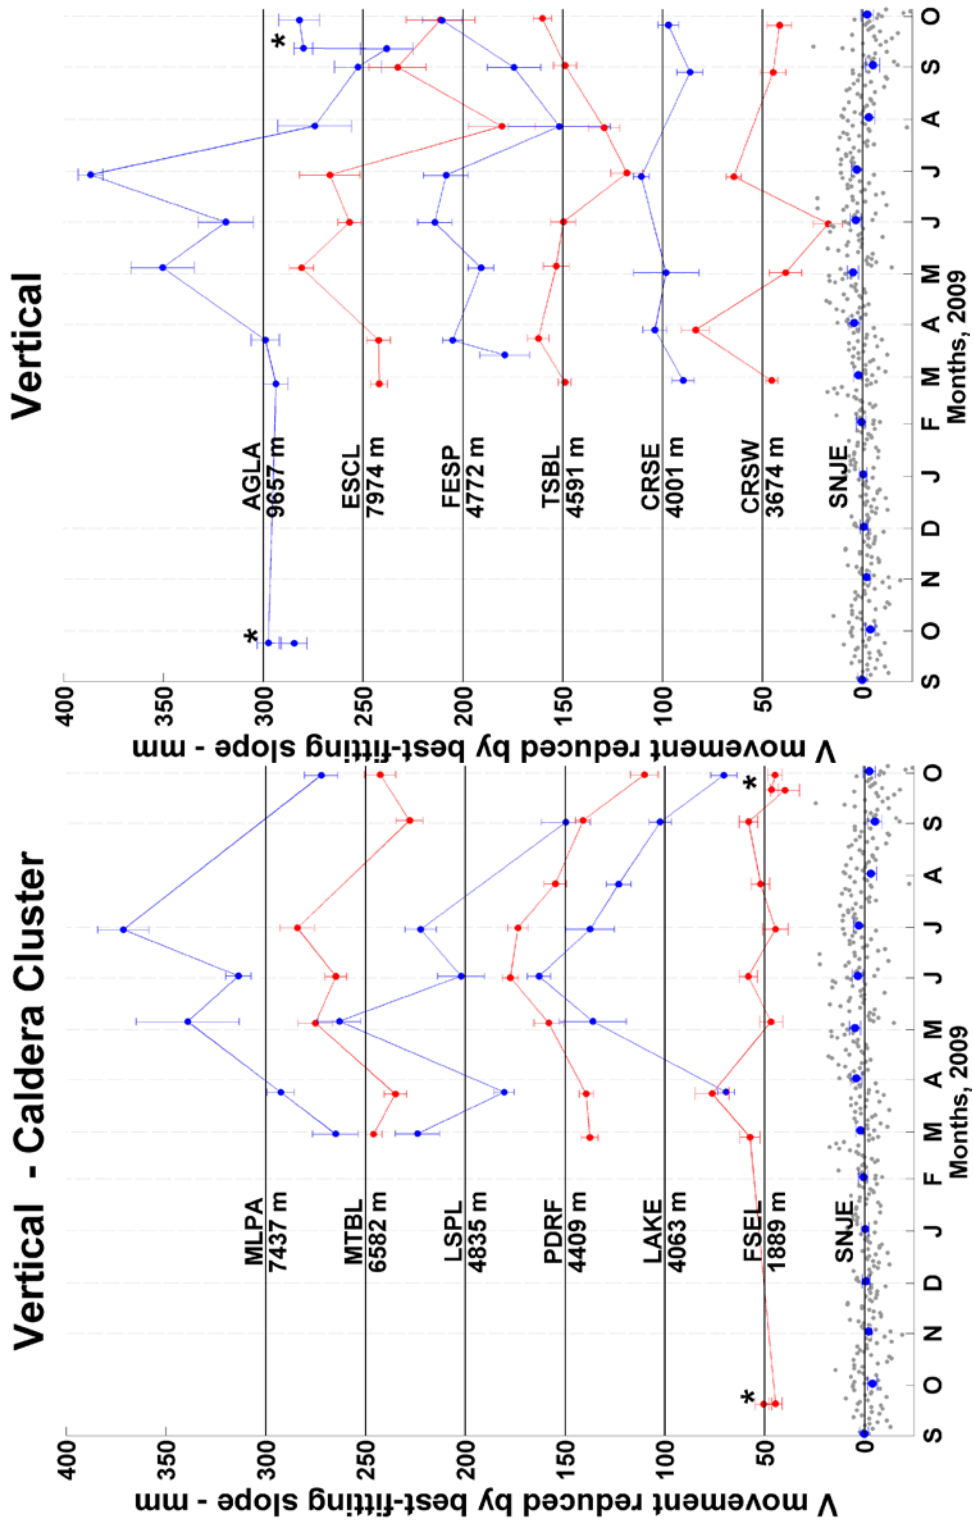 Vertical - Caldera Cluster
V movement reduced by best-fitting slope - mm
400
350
300
250
200
150
100
50
0
MLPA
7437 m
MTBL
6582 m
LSPL
4835 m
PDRF
4409 m
LAKE
4063 m
FSEL
1889 m
SNJE
*
*
S O N D J F M A M J J A S O
Months, 2009
Vertical
V movement reduced by best-fitting slope - mm
400
350
300
250
200
150
100
50
0
AGLA
9657 m
ESCL
7974 m
FESP
4772 m
TSBL
4591 m
CRSE
4001 m
CRSW
3674 m
SNJE
*
*
S O N D J F M A M J J A S O
Months, 2009